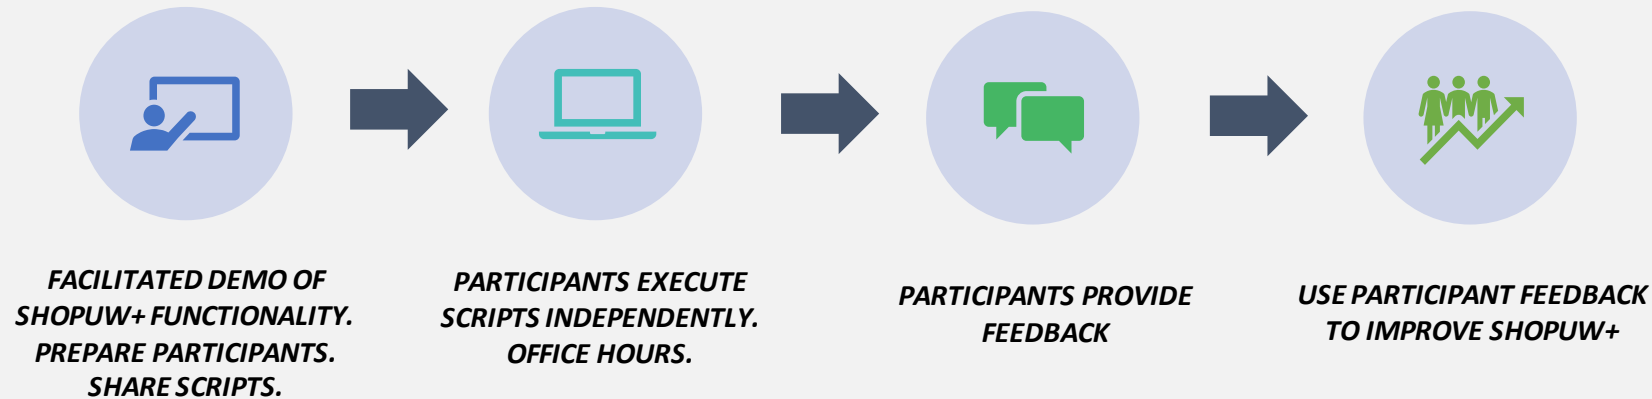 FACILITATED DEMO OF
SHOPUW+ FUNCTIONALITY.
PREPARE PARTICIPANTS.
SHARE SCRIPTS.
PARTICIPANTS EXECUTE
SCRIPTS INDEPENDENTLY.
OFFICE HOURS.
PARTICIPANTS PROVIDE
FEEDBACK
USE PARTICIPANT FEEDBACK
TO IMPROVE SHOPUW+